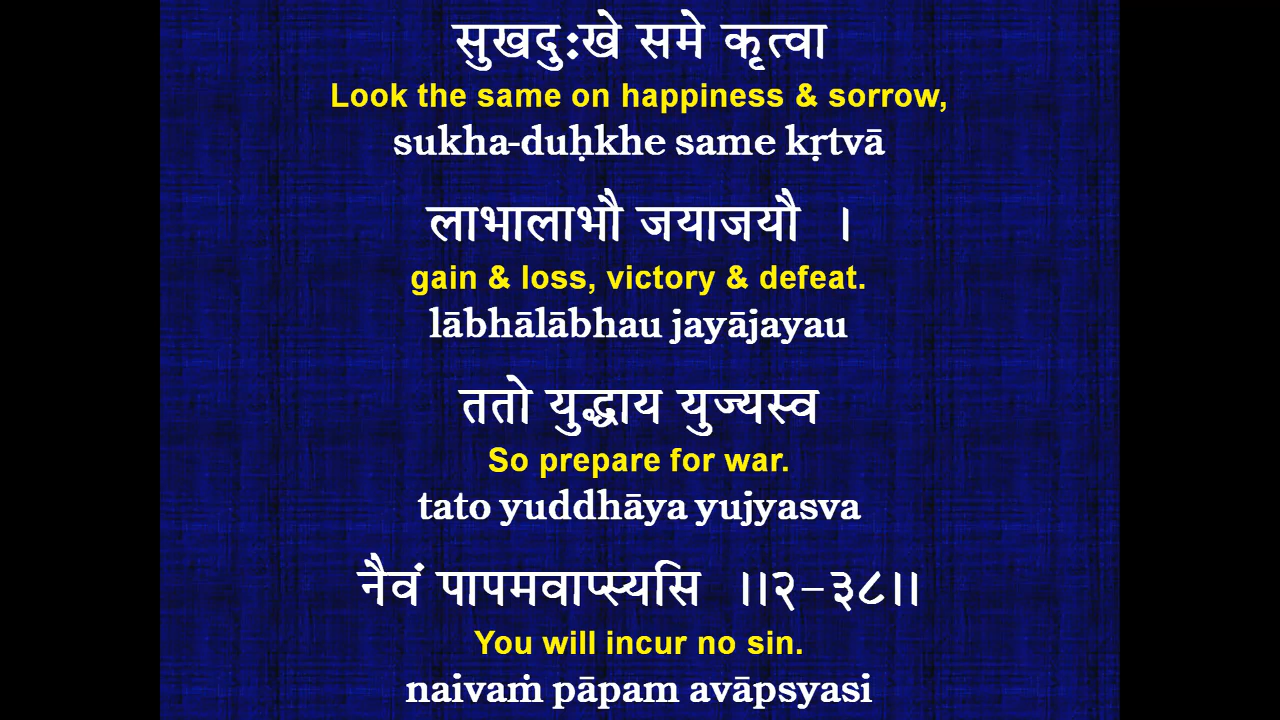 सुखदुःखे समे कृत्वा
Look the same on happiness & sorrow,
sukha-duḥkhe same kṛtvā
लाभालाभौ जयाजयौ ।
gain & loss, victory & defeat.
lābhālābhau jayājayau
ततो युद्धाय युज्यस्व
So prepare for war.
tato yuddhāya yujyasva
नैवं पापमवाप्स्यसि ॥२-३८॥
You will incur no sin.
naivaṁ pāpam avāpsyasi